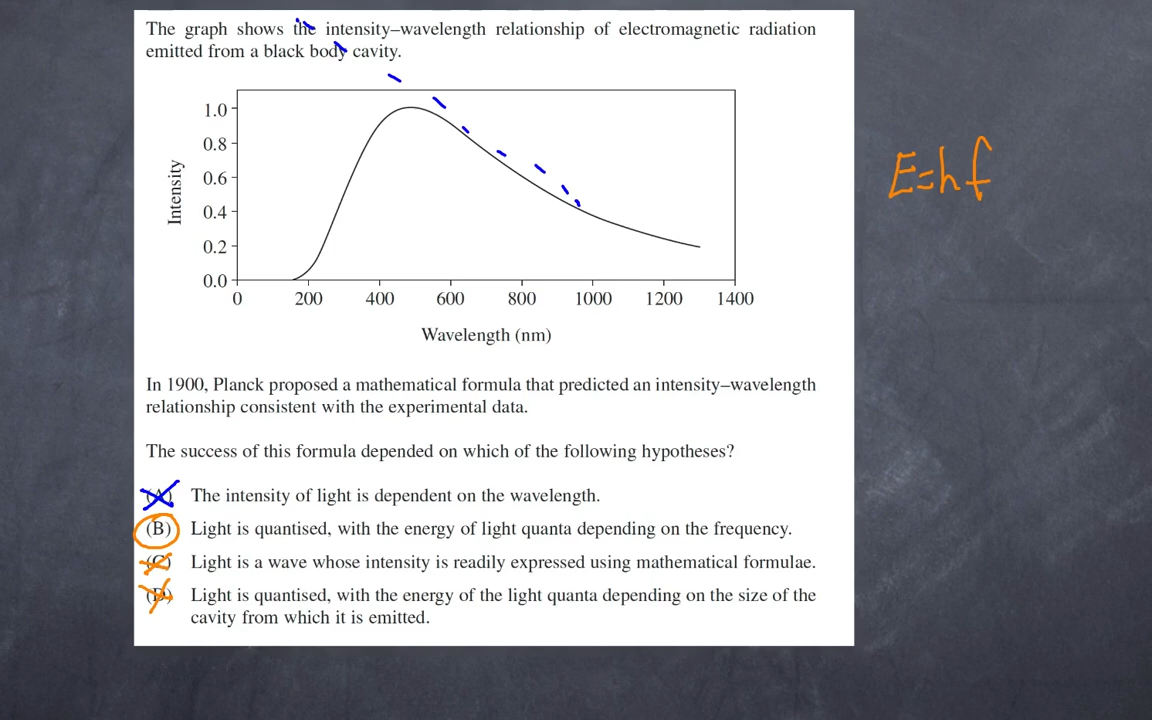 The graph shows the intensity–wavelength relationship of electromagnetic radiation
emitted from a black body cavity.
1.0
0.8
0.6
0.4
0.2
0.0
Intensity
0 200 400 600 800 1000 1200 1400
Wavelength (nm)
E=hf
In 1900, Planck proposed a mathematical formula that predicted an intensity–wavelength
relationship consistent with the experimental data.
The success of this formula depended on which of the following hypotheses?
(A) The intensity of light is dependent on the wavelength.
(B) Light is quantised, with the energy of light quanta depending on the frequency.
(C) Light is a wave whose intensity is readily expressed using mathematical formulae.
(D) Light is quantised, with the energy of the light quanta depending on the size of the
cavity from which it is emitted.